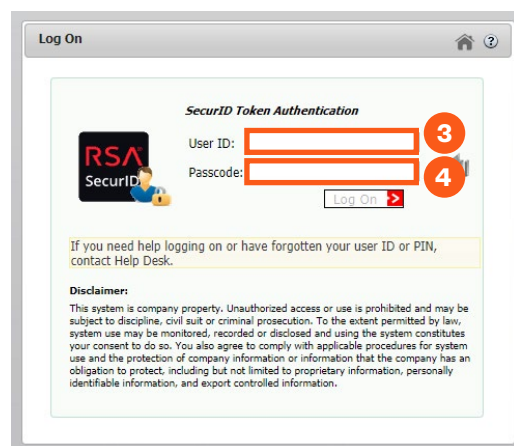 Log On
SecurID Token Authentication
User ID:
3
Passcode:
4
RSA
SecurID
Log On
If you need help logging on or have forgotten your user ID or PIN,
contact Help Desk.
Disclaimer:
This system is company property. Unauthorized access or use is prohibited and may be
subject to discipline, civil suit or criminal prosecution. To the extent permitted by law,
system use may be monitored, recorded or disclosed and using the system constitutes
your consent to do so. You also agree to comply with applicable procedures for system
use and the protection of company information or information that the company has an
obligation to protect, including but not limited to proprietary information, personally
identifiable information, and export controlled information.